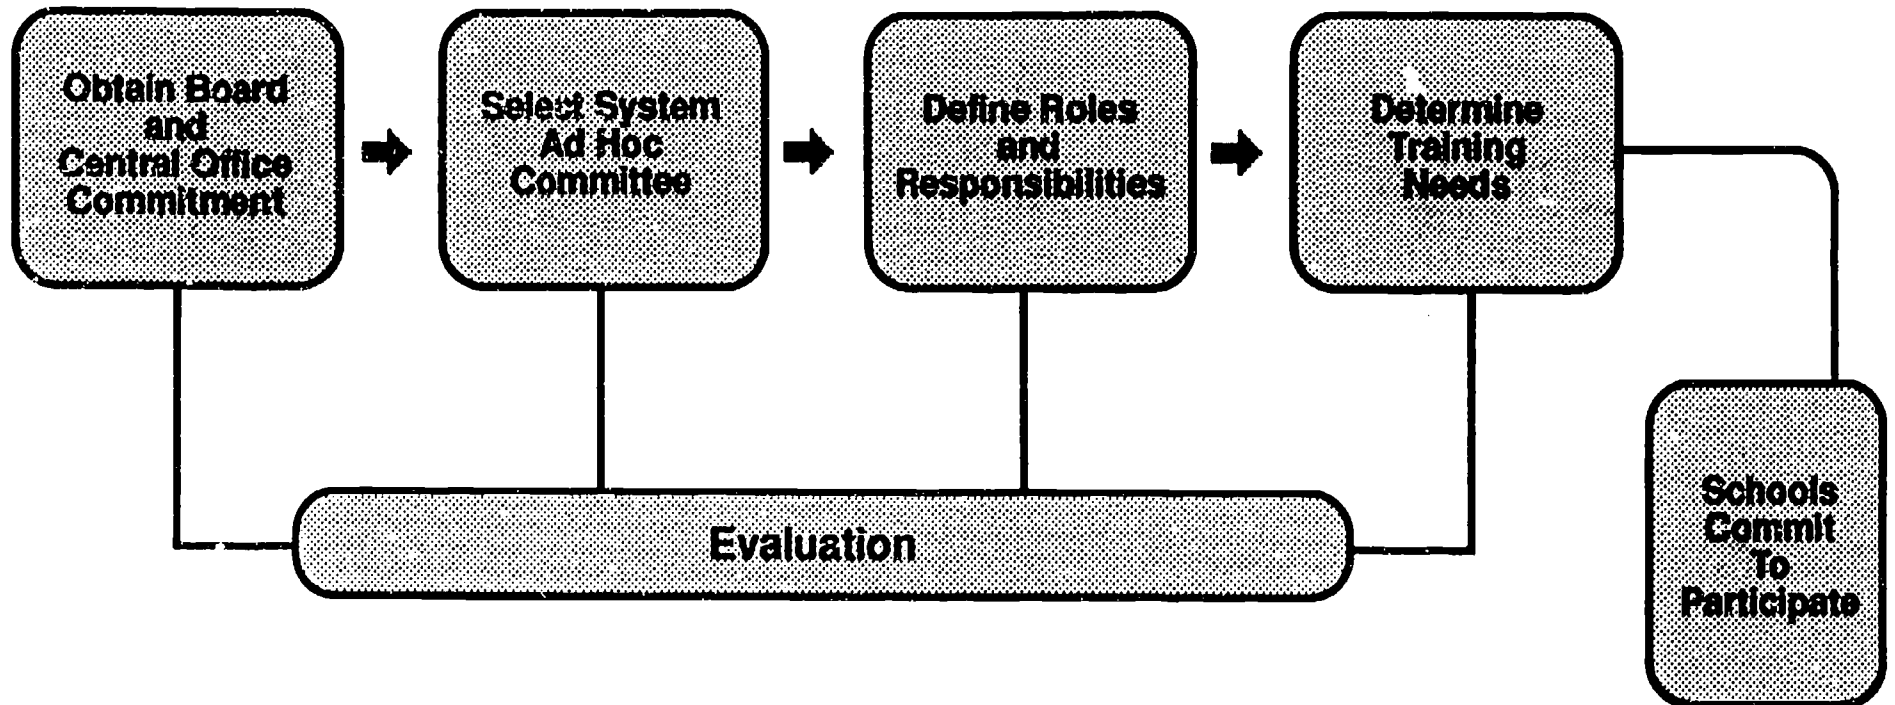 Obtain Board
and
Central Office
Commitment
Select System
Ad Hoc
Committee
Define Roles
and
Responsibilities
Determine
Training
Needs
Evaluation
Schools
Commit
To
Participate